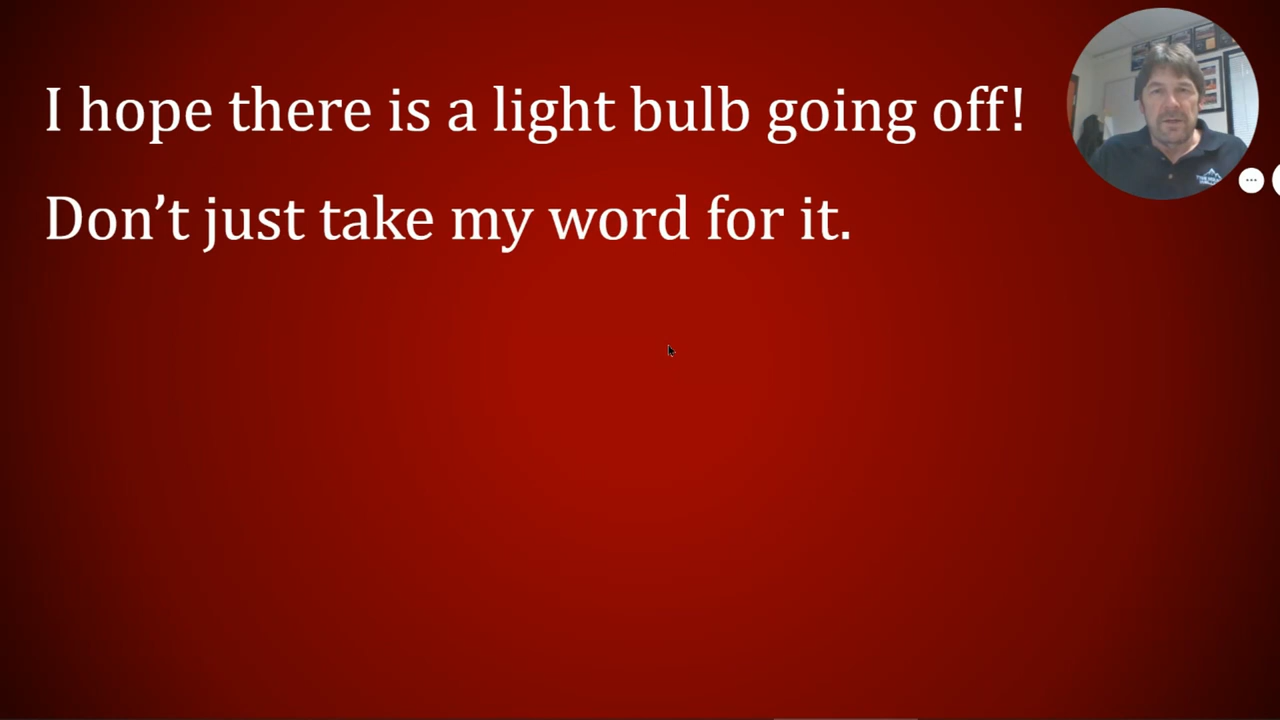 I hope there is a light bulb going off!
Don’t just take my word for it.